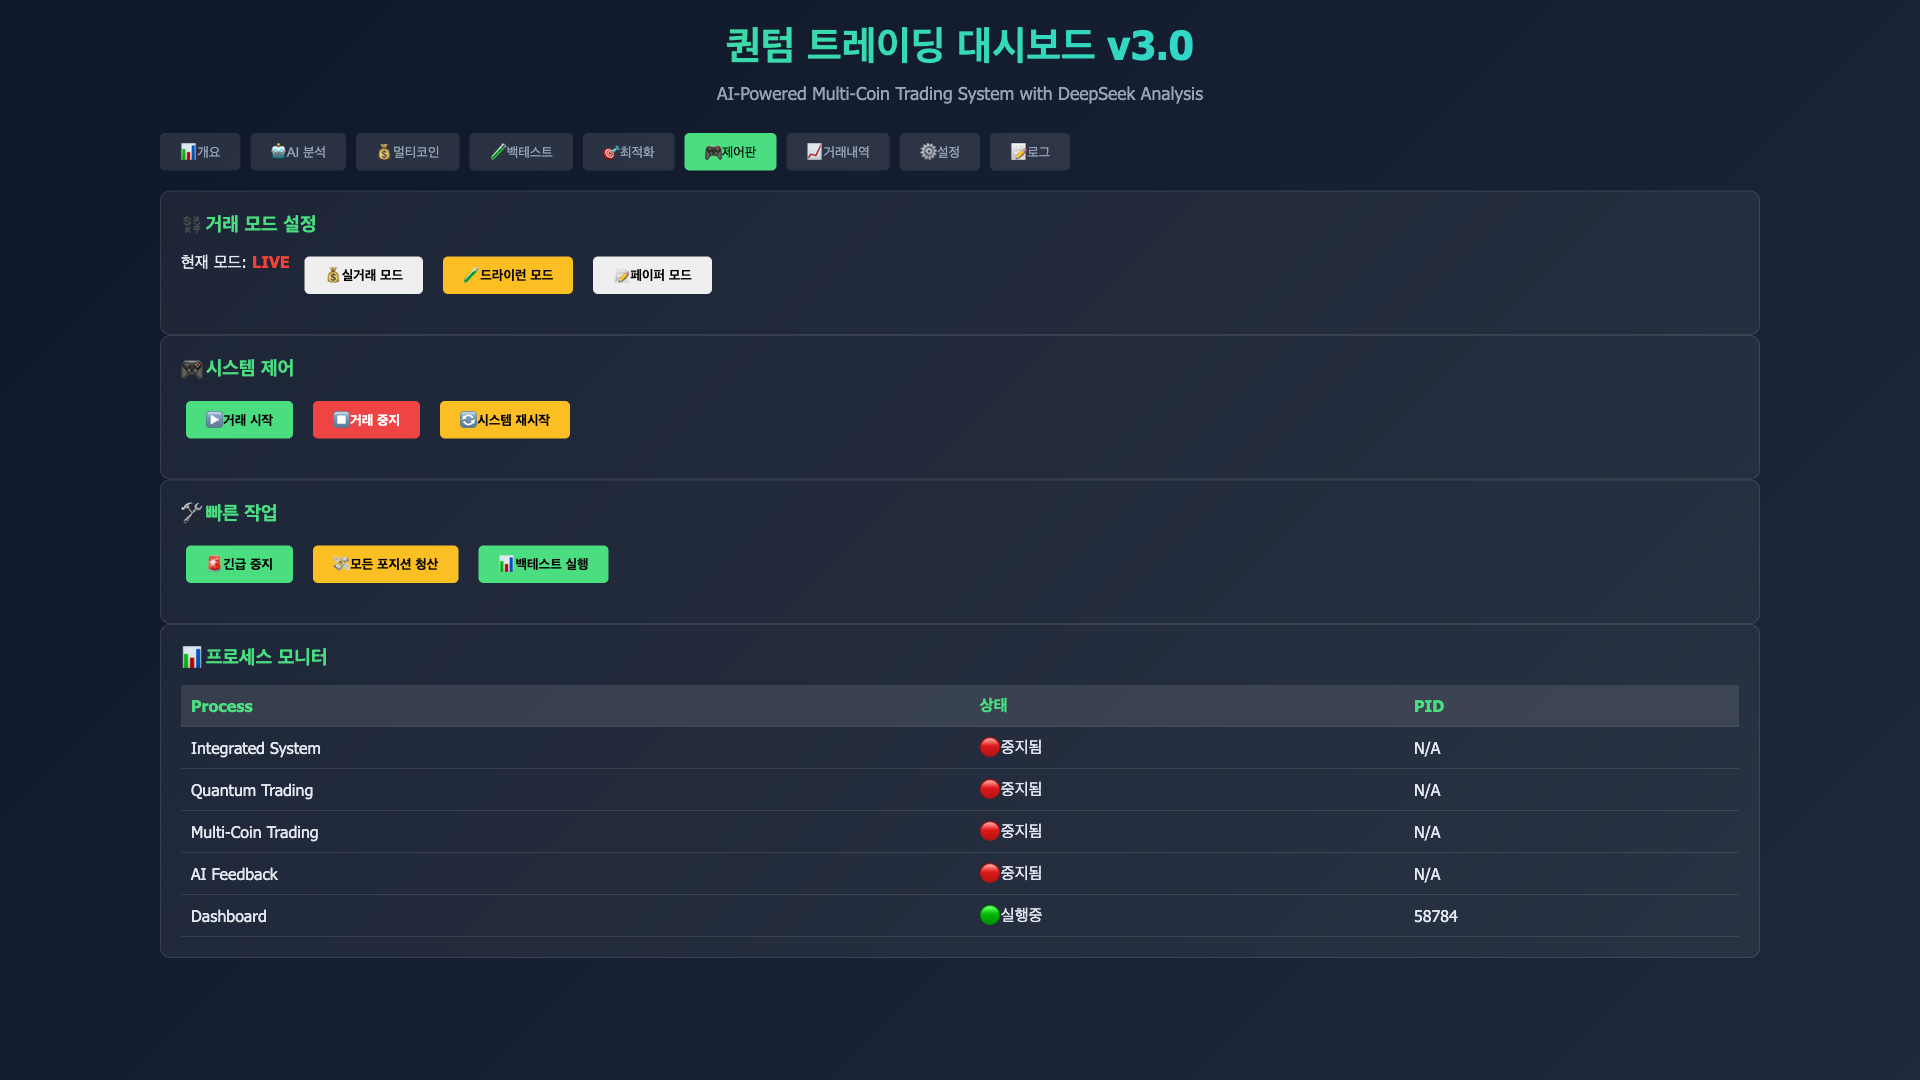 퀀텀 트레이딩 대시보드 v3.0
AI-Powered Multi-Coin Trading System with DeepSeek Analysis
개요 AI 분석 멀티코인 백테스트 최적화 제어판 거래내역 설정 로그
거래 모드 설정
현재 모드: LIVE 실거래 모드 드라이런 모드 페이퍼 모드
시스템 제어
거래 시작 거래 중지 시스템 재시작
빠른 작업
긴급 중지 모든 포지션 청산 백테스트 실행
프로세스 모니터
Process 상태 PID
Integrated System 중지됨 N/A
Quantum Trading 중지됨 N/A
Multi-Coin Trading 중지됨 N/A
AI Feedback 중지됨 N/A
Dashboard 실행중 58784